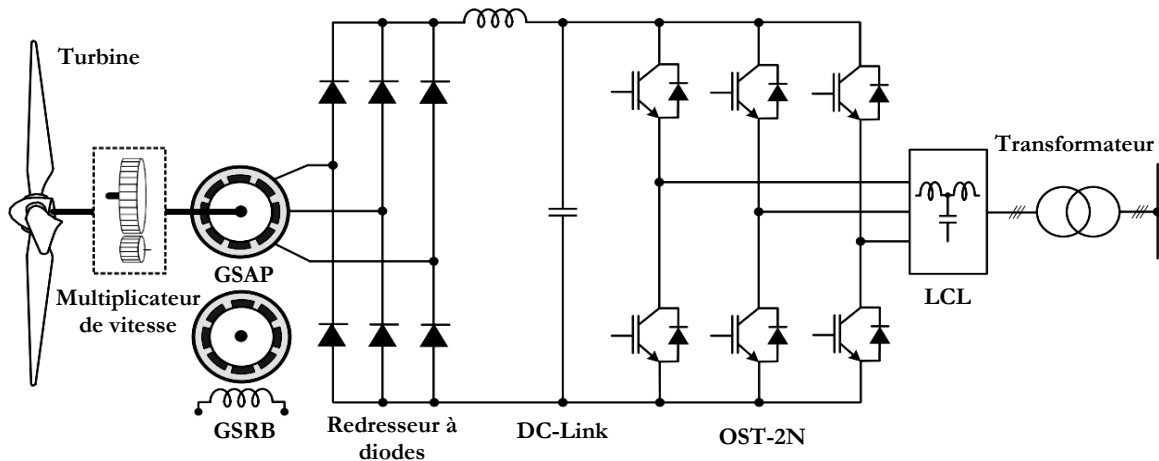 Turbine
Transformateur
GSAP
Multiplicateur
de vitesse
LCL
GSRB
Redresseur à
diodes
DC-Link
OST-2N